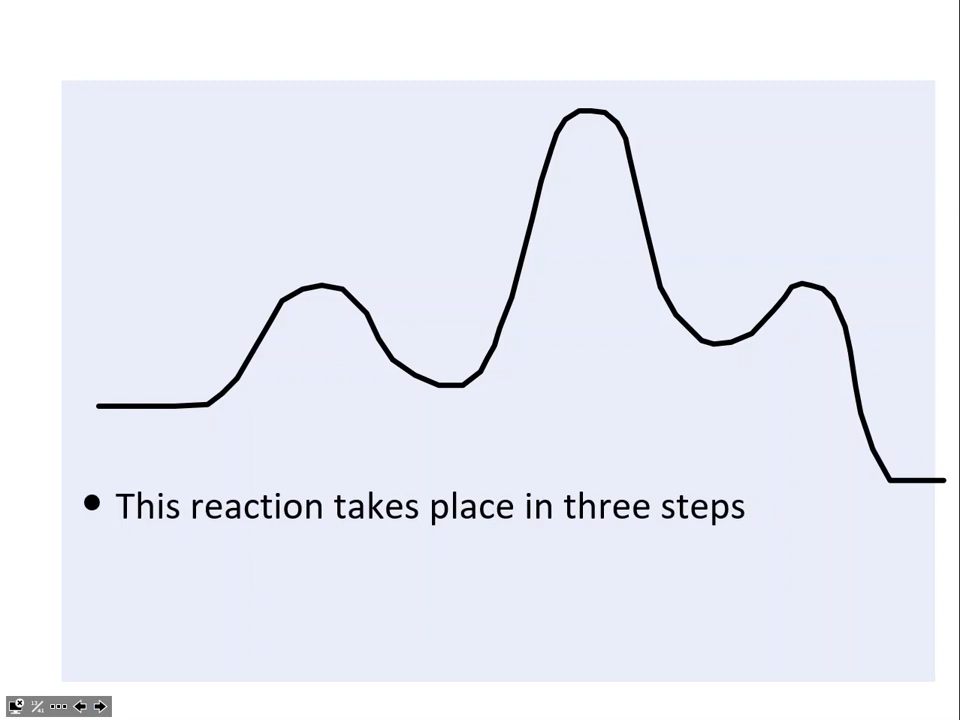 • This reaction takes place in three steps